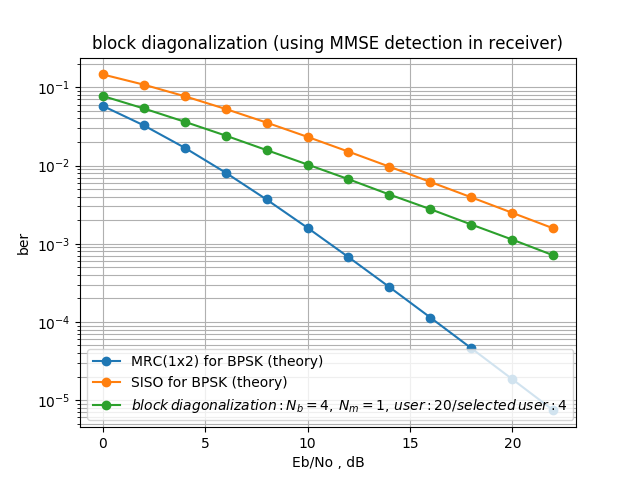 block diagonalization (using MMSE detection in receiver)
10⁻¹
10⁻²
10⁻³
10⁻⁴
10⁻⁵
ber
MRC(1x2) for BPSK (theory)
SISO for BPSK (theory)
block diagonalization : N_b = 4, N_m = 1, user : 20/selected user : 4
0 5 10 15 20
Eb/No , dB